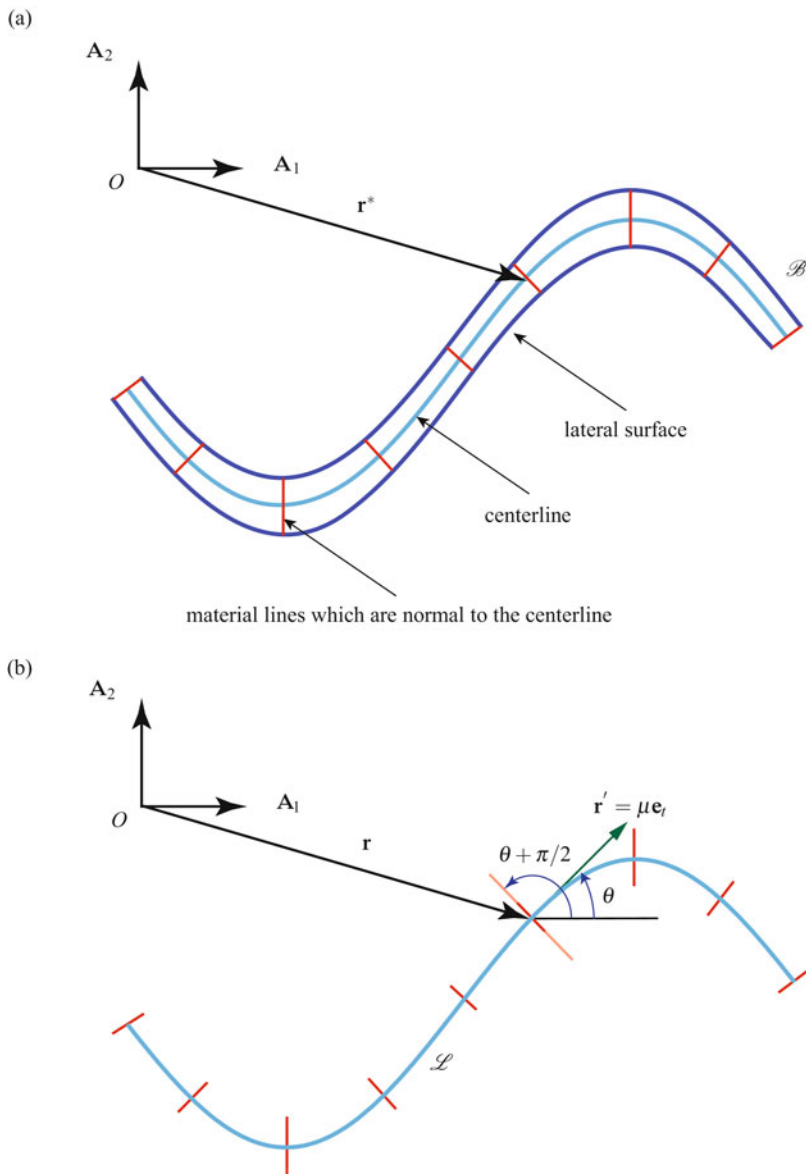 (a)
A₂
O
A₁
r*
ℬ
lateral surface
centerline
material lines which are normal to the centerline
(b)
A₂
O
A₁
r
r′ = μeₜ
θ + π/2
θ
ℒ